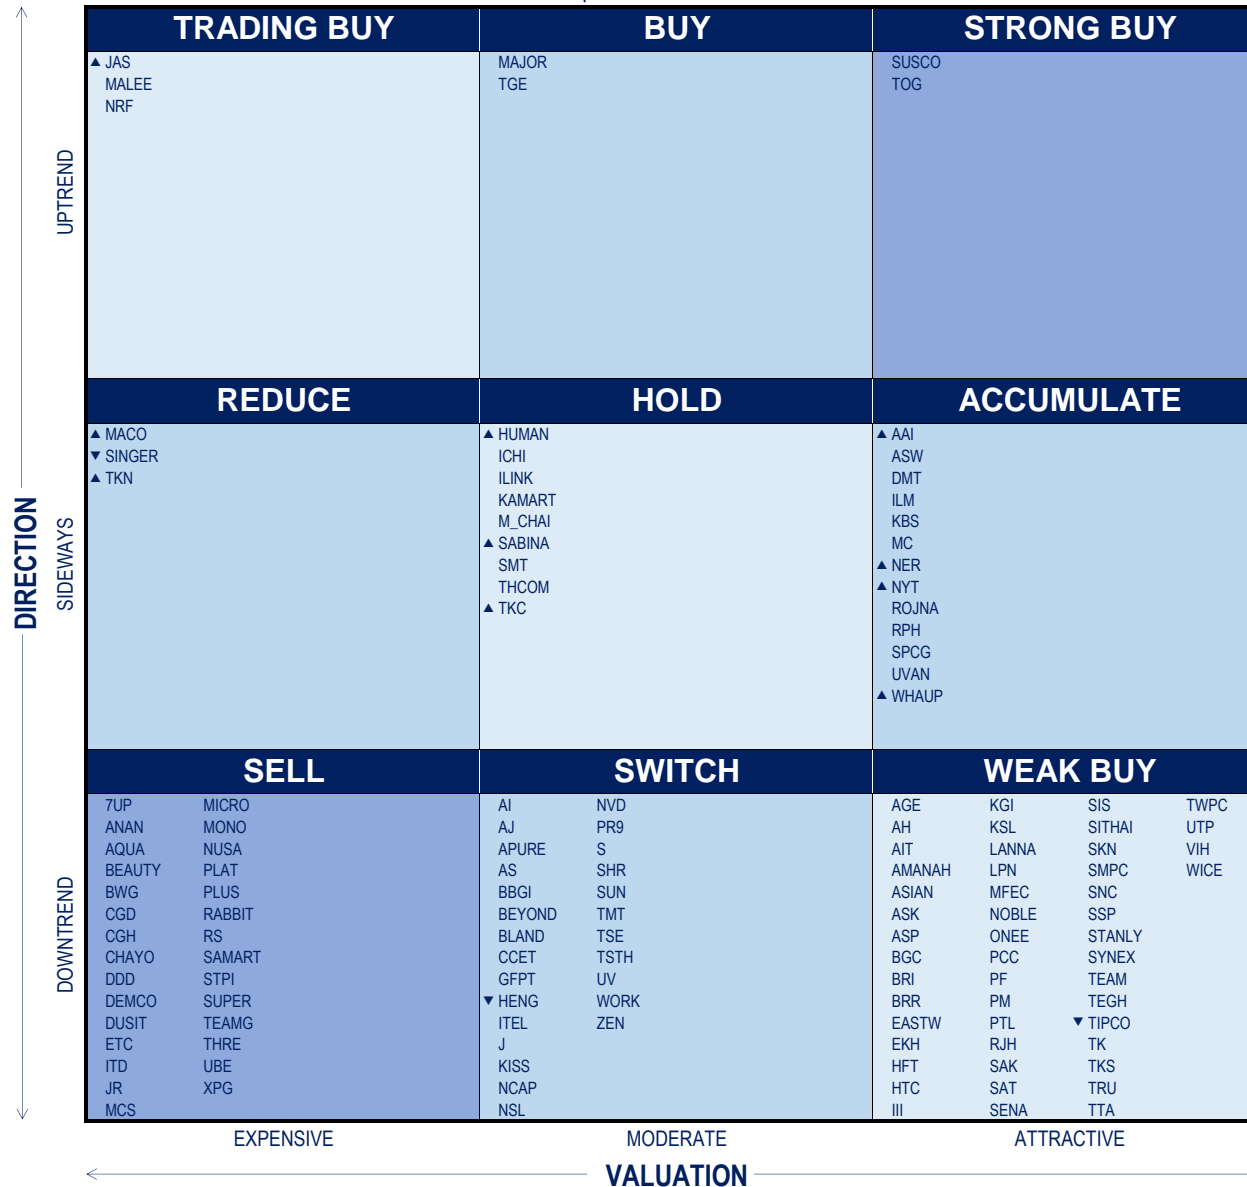 TRADING BUY
BUY
STRONG BUY
▲ JAS
MALEE
NRF
MAJOR
TGE
SUSCO
TOG
UPTREND
REDUCE
HOLD
ACCUMULATE
▲ MACO
▼ SINGER
▲ TKN
▲ HUMAN
ICHI
ILINK
KAMART
M_CHAI
▲ SABINA
SMT
THCOM
▲ TKC
▲ AAI
ASW
DMT
ILM
KBS
MC
▲ NER
▲ NYT
ROJNA
RPH
SPCG
UVAN
▲ WHAUP
DIRECTION
SIDEWAYS
SELL
SWITCH
WEAK BUY
7UP MICRO
ANAN MONO
AQUA NUSA
BEAUTY PLAT
BWG PLUS
CGD RABBIT
CGH RS
CHAYO SAMART
DDD STPI
DEMCO SUPER
DUSIT TEAMG
ETC THRE
ITD UBE
JR XPG
MCS
AI NVD
AJ PR9
APURE S
AS SHR
BBGI SUN
BEYOND TMT
BLAND TSE
CCET TSTH
GFPT UV
▼ HENG WORK
ITEL ZEN
J
KISS
NCAP
NSL
AGE KGI SIS TWPC
AH KSL SITHAI UTP
AIT LANNA SKN VIH
AMANAH LPN SMPC WICE
ASIAN MFEC SNC
ASK NOBLE SSP
ASP ONEE STANLY
BGC PCC SYNEX
BRI PF TEAM
BRR PM TEGH
EASTW PTL ▼ TIPCO
EKH RJH TK
HFT SAK TKS
HTC SAT TRU
III SENA TTA
DOWNTREND
EXPENSIVE
MODERATE
ATTRACTIVE
VALUATION